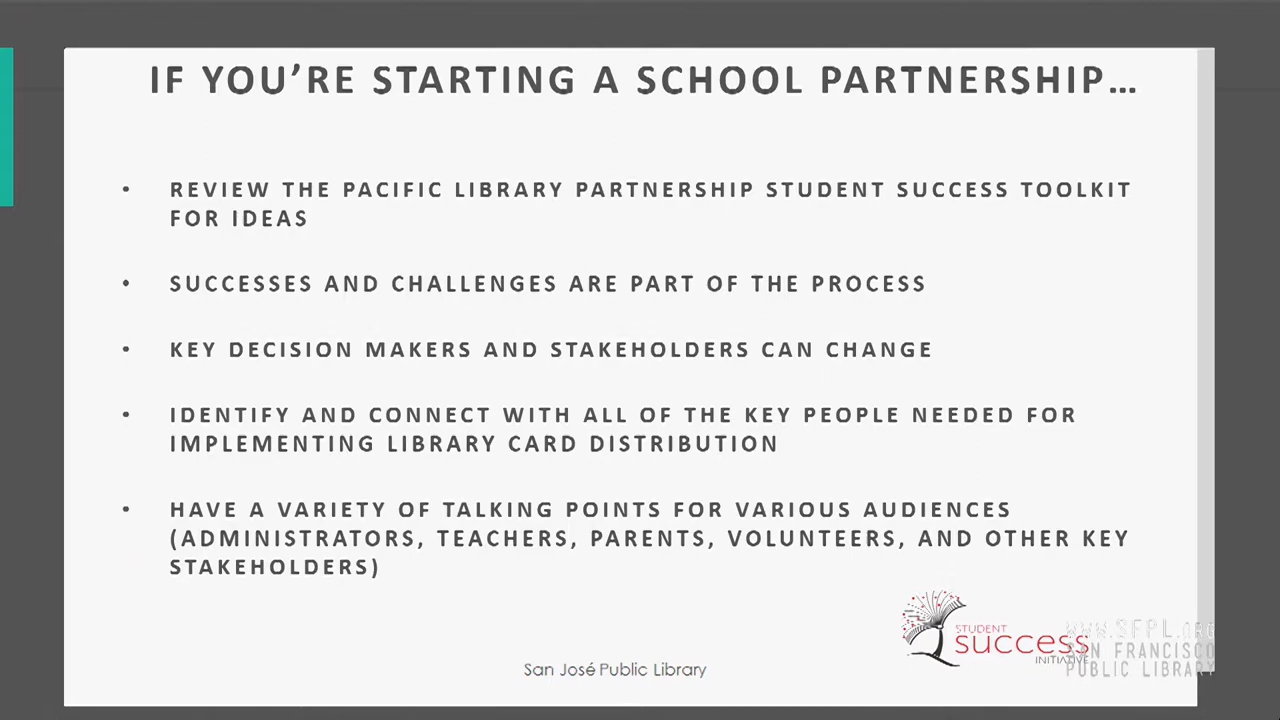 IF YOU'RE STARTING A SCHOOL PARTNERSHIP…
• REVIEW THE PACIFIC LIBRARY PARTNERSHIP STUDENT SUCCESS TOOLKIT
FOR IDEAS
• SUCCESSES AND CHALLENGES ARE PART OF THE PROCESS
• KEY DECISION MAKERS AND STAKEHOLDERS CAN CHANGE
• IDENTIFY AND CONNECT WITH ALL OF THE KEY PEOPLE NEEDED FOR
IMPLEMENTING LIBRARY CARD DISTRIBUTION
• HAVE A VARIETY OF TALKING POINTS FOR VARIOUS AUDIENCES
(ADMINISTRATORS, TEACHERS, PARENTS, VOLUNTEERS, AND OTHER KEY
STAKEHOLDERS)
STUDENT
success
INITIATIVE
WWW.SFPL.ORG
SAN FRANCISCO
PUBLIC LIBRARY
San José Public Library